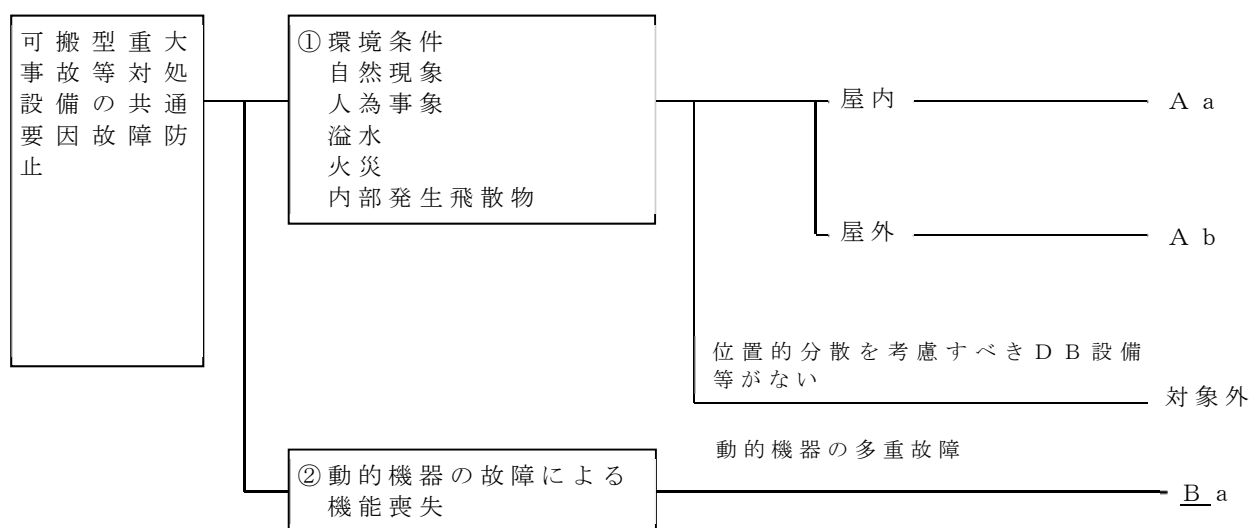 可搬型重大
事故等対処
設備の共通
要因故障防
止
①環境条件
自然現象
人為事象
溢水
火災
内部発生飛散物
屋内
Aa
屋外
Ab
位置的分散を考慮すべきDB設備
等がない
対象外
②動的機器の故障による
機能喪失
動的機器の多重故障
Ba